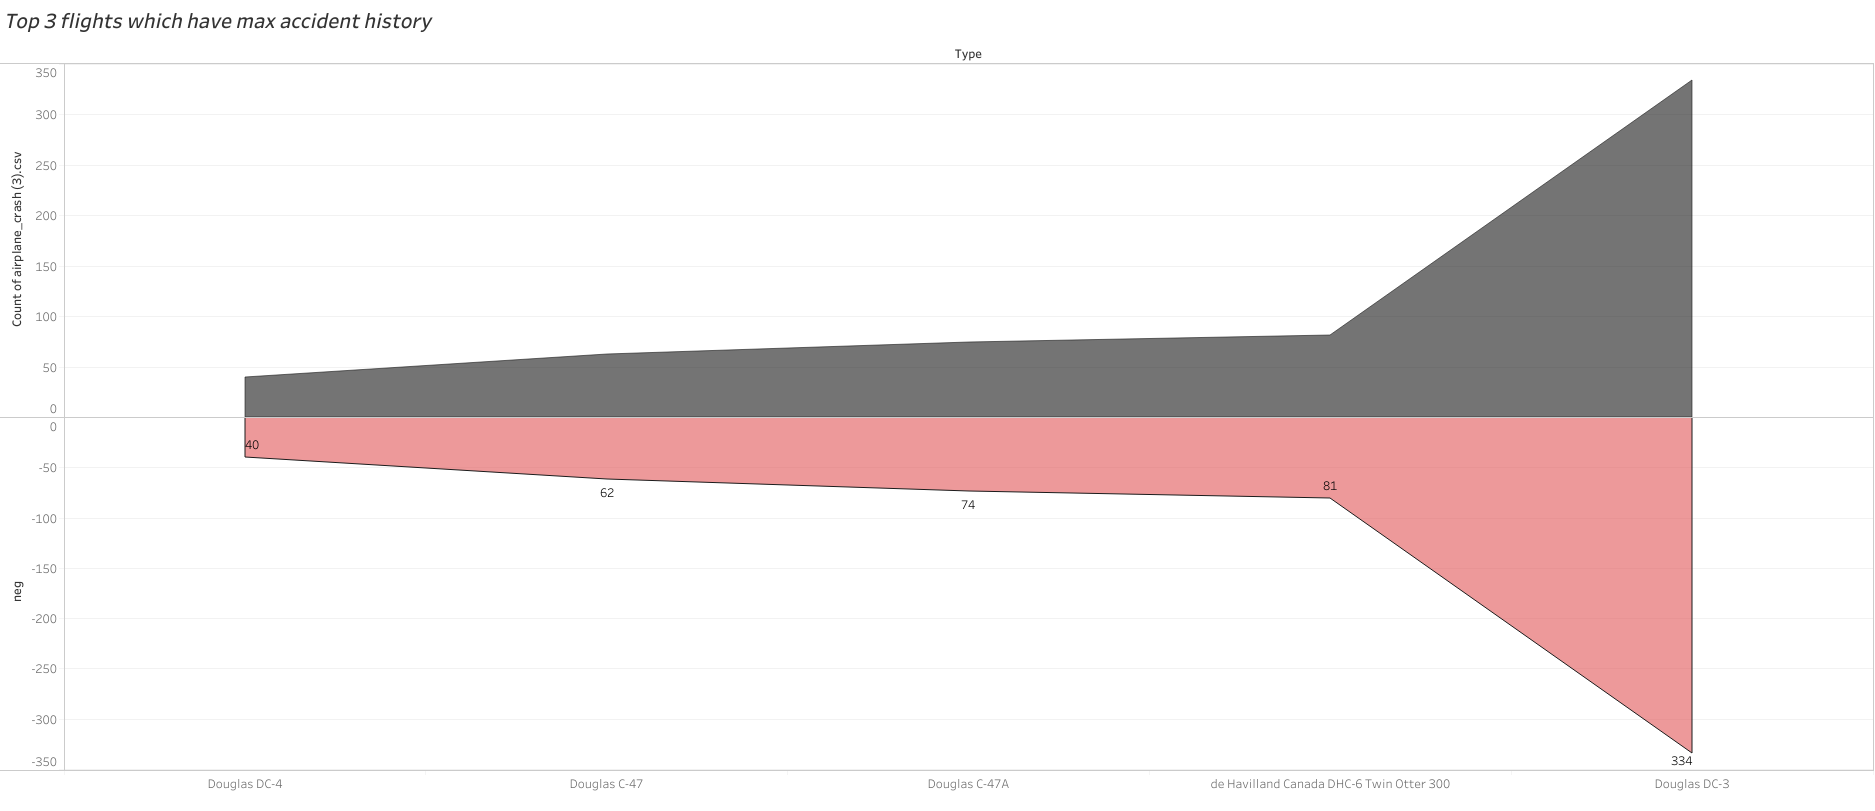 Top 3 flights which have max accident history
Type
Count of airplane_crash (3).csv
350
300
250
200
150
100
50
0
neg
0
-50
-100
-150
-200
-250
-300
-350
40
62
74
81
334
Douglas DC-4
Douglas C-47
Douglas C-47A
de Havilland Canada DHC-6 Twin Otter 300
Douglas DC-3